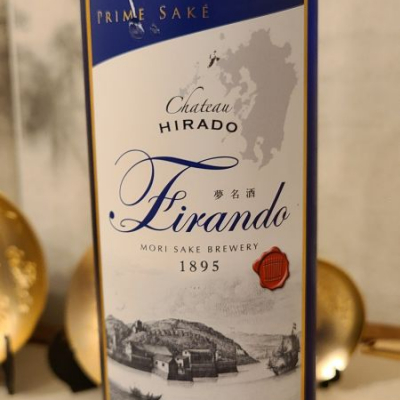 PRIME SAKÉ
Chateau
HIRADO
夢名酒
Firando
MORI SAKE BREWERY
1895